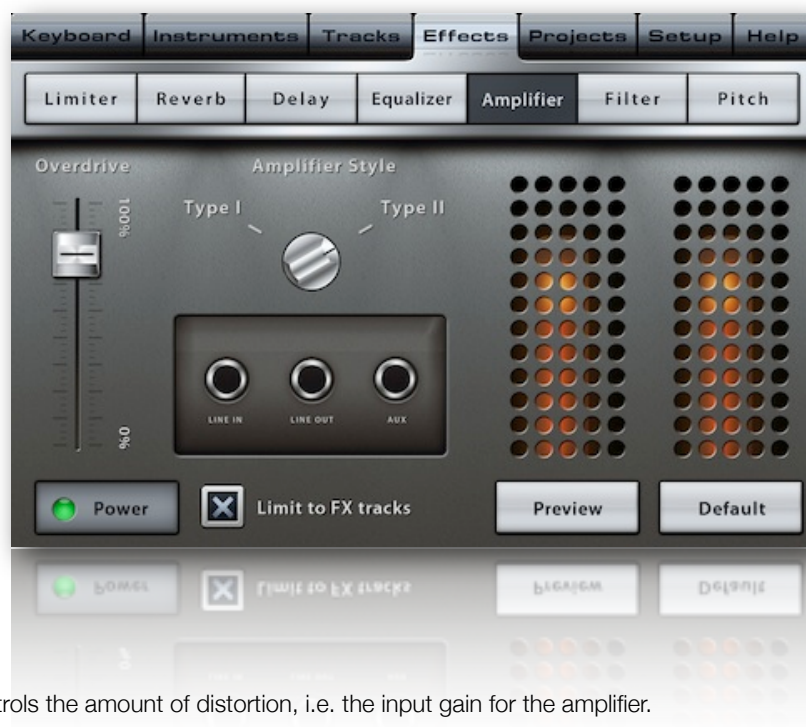 Keyboard Instruments Tracks Effects Projects Setup Help
Limiter Reverb Delay Equalizer Amplifier Filter Pitch
Overdrive
Amplifier Style
Type I
Type II
100%
0%
LINE IN LINE OUT AUX
Power
Limit to FX tracks
Preview
Default
the amount of distortion, i.e. the input gain for the amplifier.